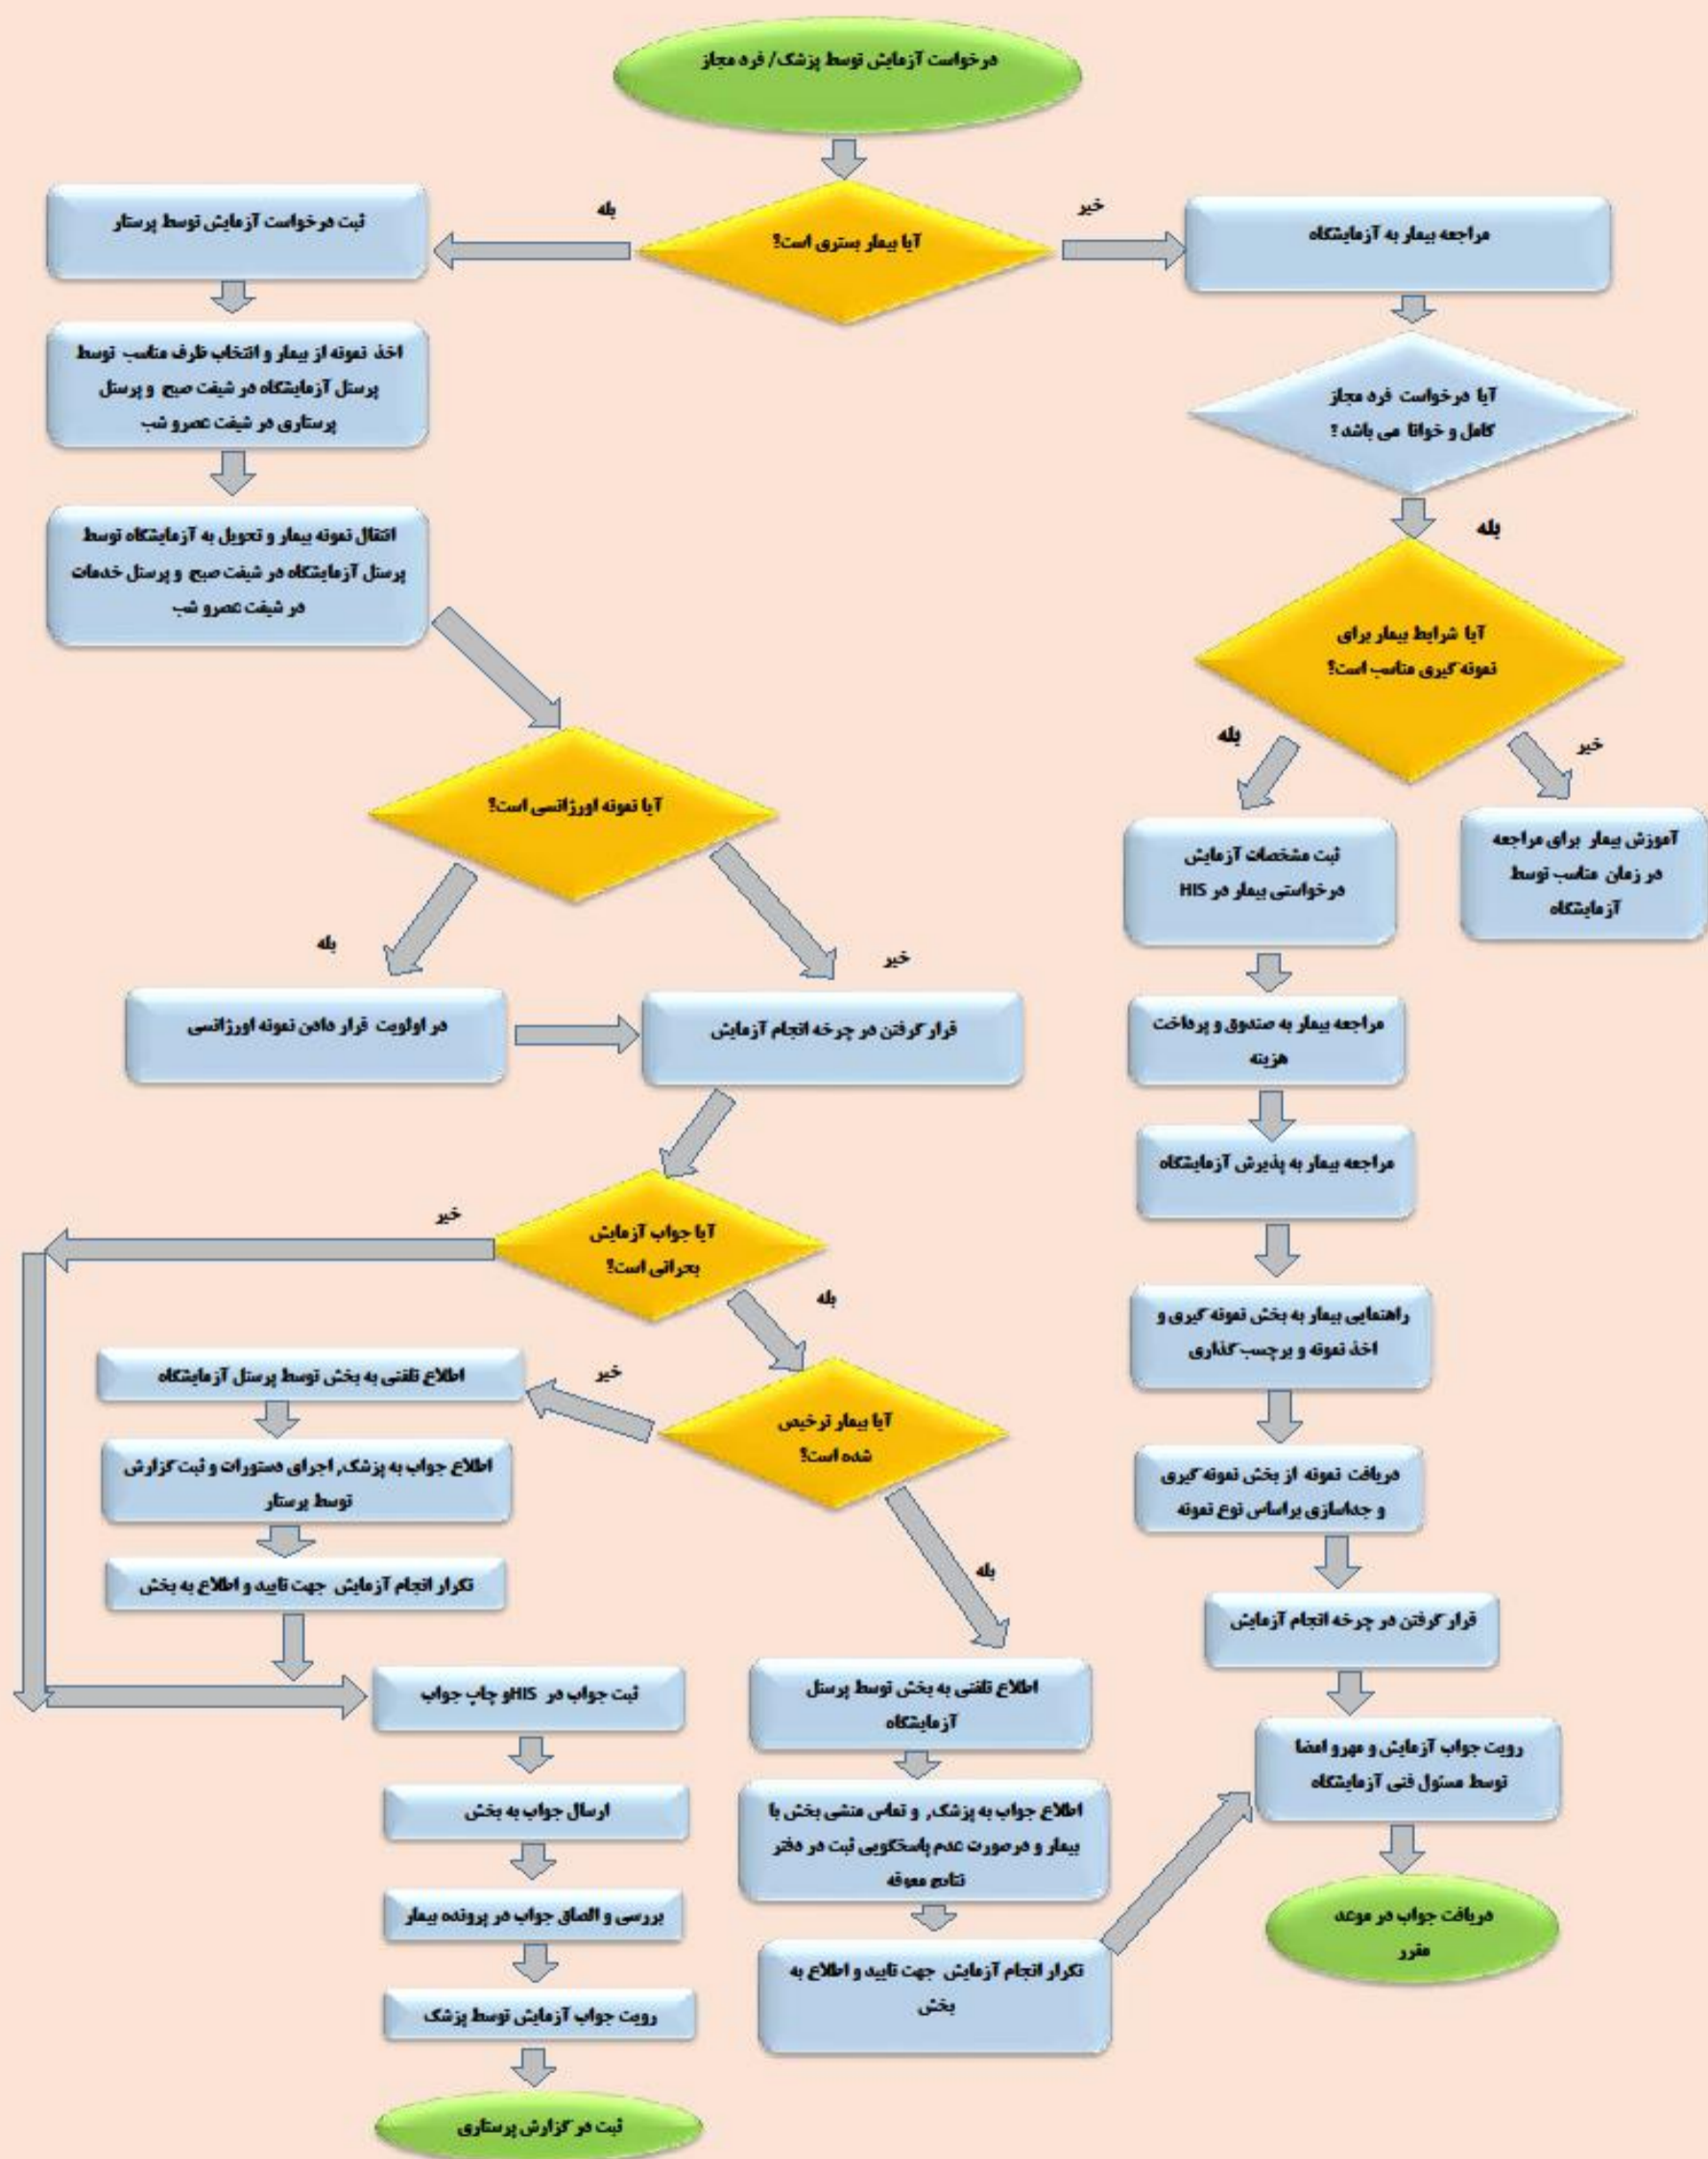 درخواست آزمایش توسط پزشک/ فرد مجاز
آیا بیمار بستری است؟
خیر
مراجعه بیمار به آزمایشگاه
آیا درخواست فرد مجاز
کامل و خوانا می باشد ؟
بله
آیا شرایط بیمار برای
نمونه گیری مناسب است؟
خیر
آموزش بیمار برای مراجعه
در زمان مناسب توسط
آزمایشگاه
بله
ثبت مشخصات آزمایش
درخواستی بیمار در HIS
مراجعه بیمار به صندوق و پرداخت
هزینه
مراجعه بیمار به پذیرش آزمایشگاه
راهنمایی بیمار به بخش نمونه گیری و
اخذ نمونه و برچسب گذاری
دریافت نمونه از بخش نمونه گیری
و جداسازی براساس نوع نمونه
قرار گرفتن در چرخه انجام آزمایش
رویت جواب آزمایش و مهرو امضا
توسط مسئول فنی آزمایشگاه
دریافت جواب در موعد
مقرر
بله
ثبت درخواست آزمایش توسط پرستار
اخذ نمونه از بیمار و انتخاب ظرف مناسب توسط
پرسنل آزمایشگاه در شیفت صبح و پرسنل
پرستاری در شیفت عصرو شب
انتقال نمونه بیمار و تحویل به آزمایشگاه توسط
پرسنل آزمایشگاه در شیفت صبح و پرسنل خدمات
در شیفت عصرو شب
آیا نمونه اورژانسی است؟
خیر
بله
قرار گرفتن در چرخه انجام آزمایش
در اولویت قرار دادن نمونه اورژانسی
آیا جواب آزمایش
بحرانی است؟
خیر
بله
آیا بیمار ترخیص
شده است؟
خیر
اطلاع تلفنی به بخش توسط پرسنل آزمایشگاه
اطلاع جواب به پزشک, اجرای دستورات و ثبت گزارش
توسط پرستار
تکرار انجام آزمایش جهت تایید و اطلاع به بخش
ثبت جواب در HISو چاپ جواب
ارسال جواب به بخش
بررسی و الصاق جواب در پرونده بیمار
رویت جواب آزمایش توسط پزشک
ثبت در گزارش پرستاری
بله
اطلاع تلفنی به بخش توسط پرسنل
آزمایشگاه
اطلاع جواب به پزشک, و تماس منشی بخش با
بیمار و درصورت عدم پاسخگویی ثبت در دفتر
نتایج معوقه
تکرار انجام آزمایش جهت تایید و اطلاع به
بخش